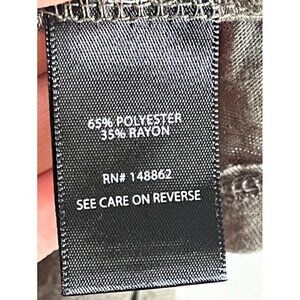 65% POLYESTER
35% RAYON
RN# 148862
SEE CARE ON REVERSE